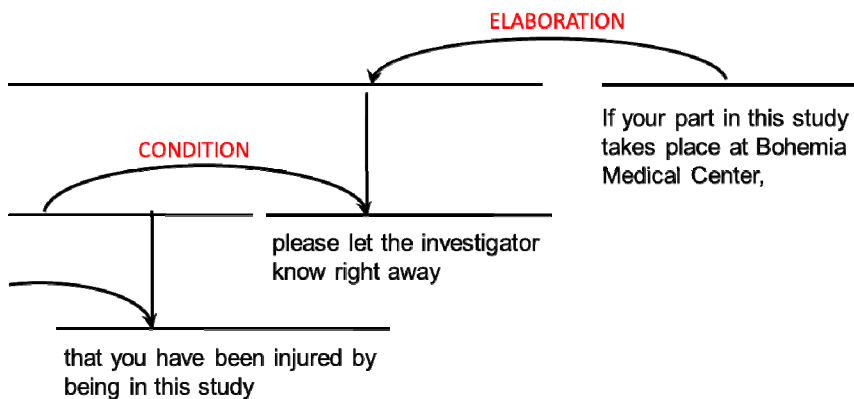 ELABORATION
If your part in this study
takes place at Bohemia
Medical Center,
CONDITION
please let the investigator
know right away
that you have been injured by
being in this study